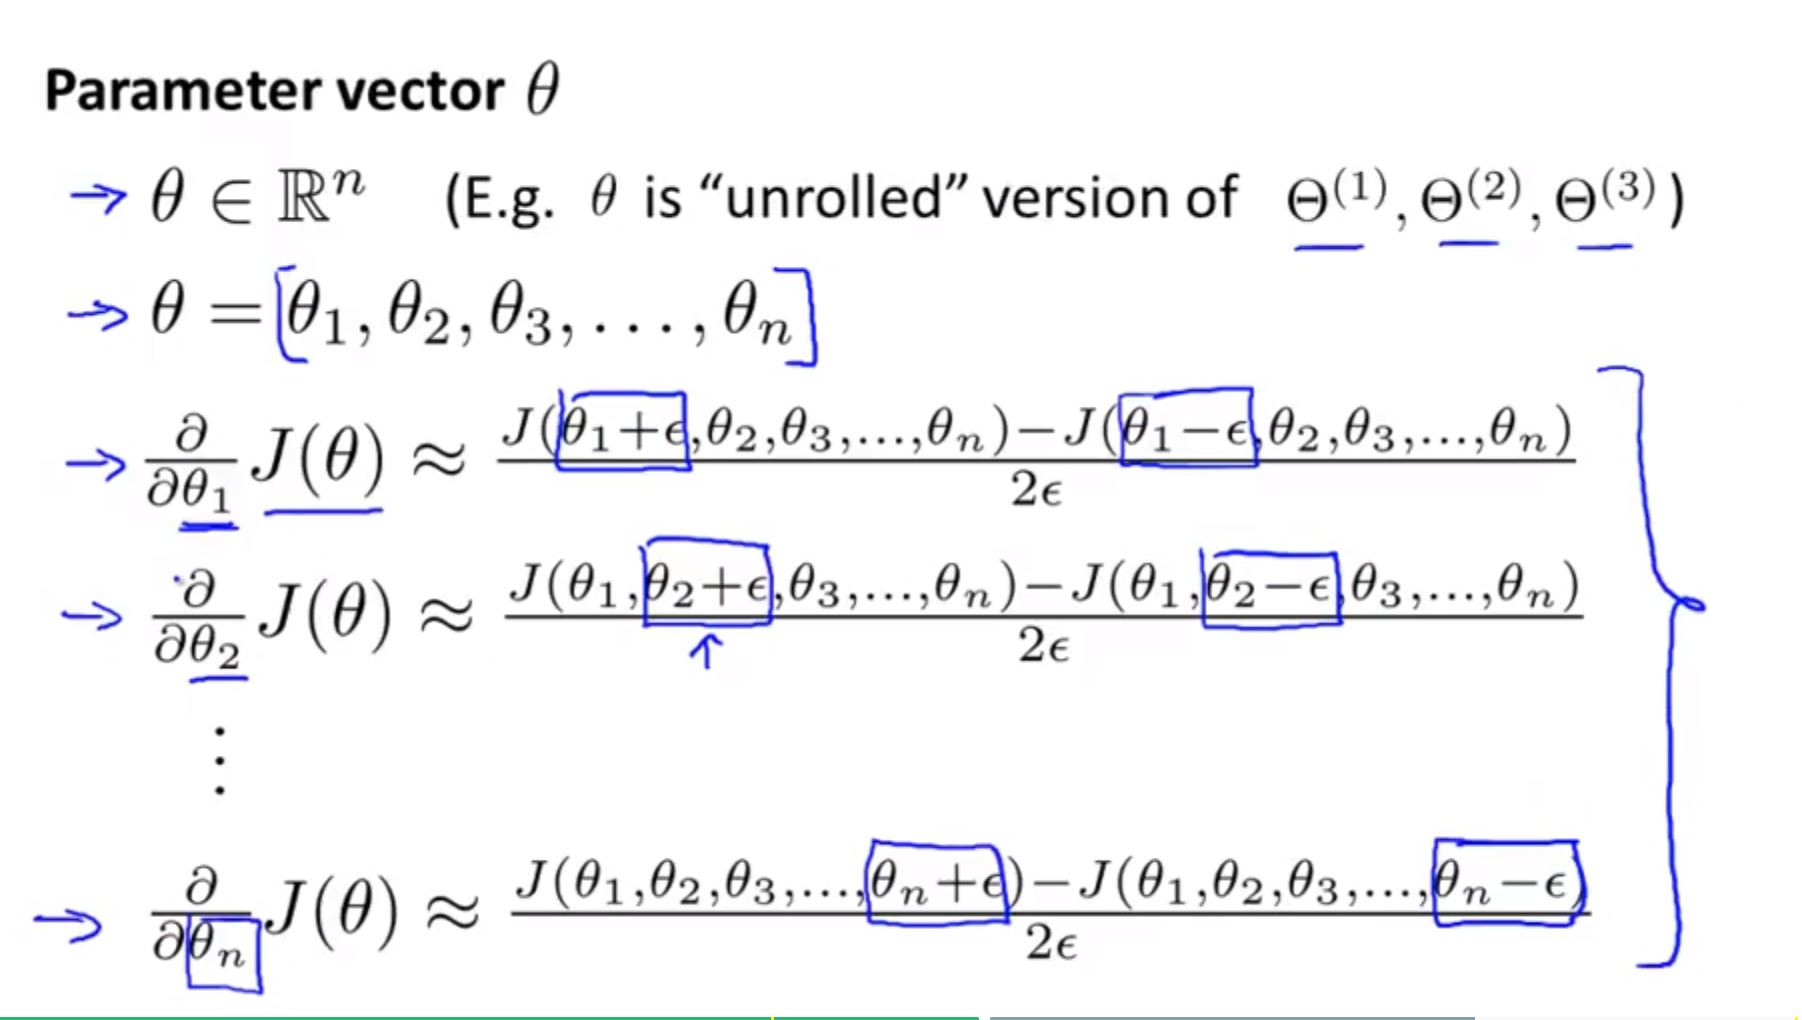 Parameter vector θ
→ θ ∈ ℝⁿ (E.g. θ is “unrolled” version of Θ⁽¹⁾, Θ⁽²⁾, Θ⁽³⁾)
→ θ = [θ₁, θ₂, θ₃, . . . , θₙ]
→ ∂/∂θ₁ J(θ) ≈ J(θ₁+ϵ,θ₂,θ₃,...,θₙ)−J(θ₁−ϵ,θ₂,θ₃,...,θₙ) / 2ϵ
→ ∂/∂θ₂ J(θ) ≈ J(θ₁,θ₂+ϵ,θ₃,...,θₙ)−J(θ₁,θ₂−ϵ,θ₃,...,θₙ) / 2ϵ
↑
⋮
→ ∂/∂θₙ J(θ) ≈ J(θ₁,θ₂,θ₃,...,θₙ+ϵ)−J(θ₁,θ₂,θ₃,...,θₙ−ϵ) / 2ϵ